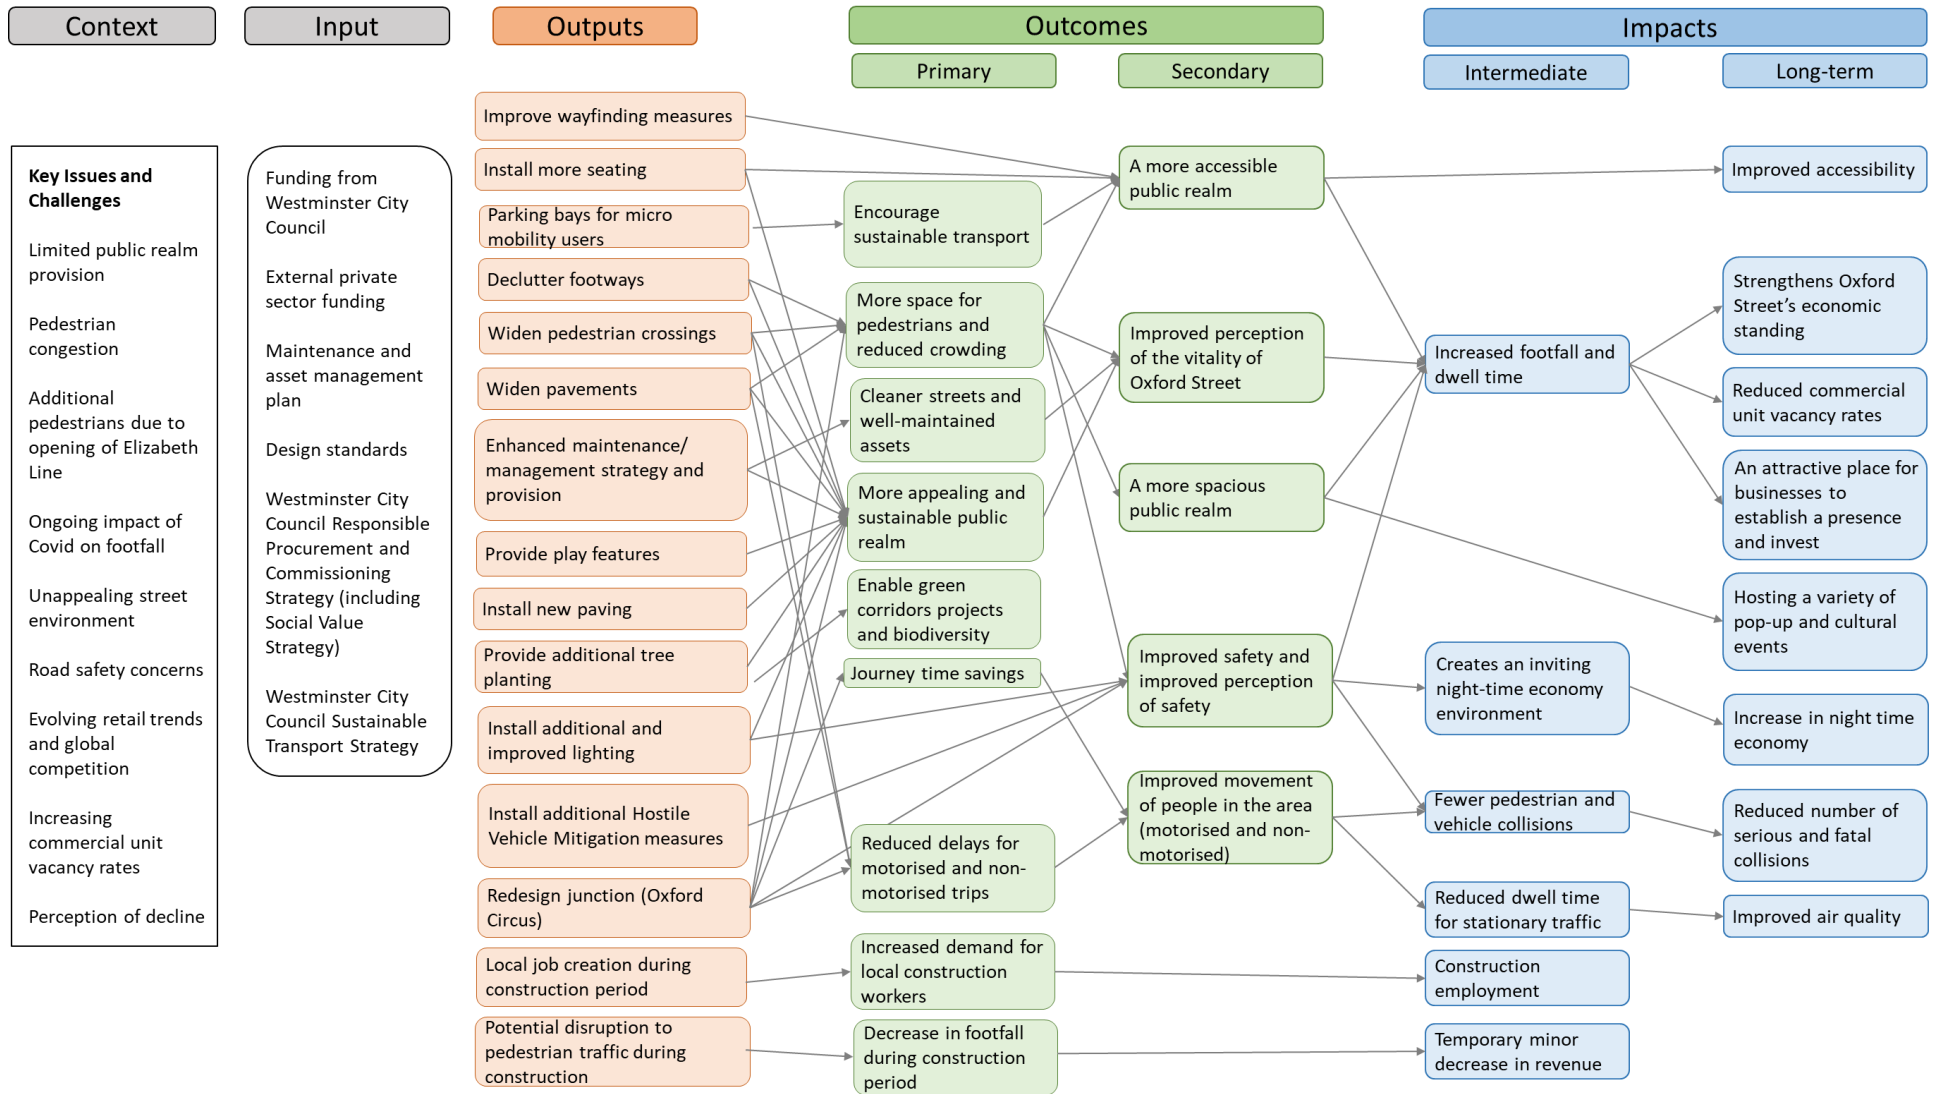 Context
Input
Outputs
Outcomes
Impacts
Primary
Secondary
Intermediate
Long-term
Key Issues and
Challenges
Limited public realm
provision
Pedestrian
congestion
Additional
pedestrians due to
opening of Elizabeth
Line
Ongoing impact of
Covid on footfall
Unappealing street
environment
Road safety concerns
Evolving retail trends
and global
competition
Increasing
commercial unit
vacancy rates
Perception of decline
Funding from
Westminster City
Council
External private
sector funding
Maintenance and
asset management
plan
Design standards
Westminster City
Council Responsible
Procurement and
Commissioning
Strategy (including
Social Value
Strategy)
Westminster City
Council Sustainable
Transport Strategy
Improve wayfinding measures
Install more seating
Parking bays for micro
mobility users
Declutter footways
Widen pedestrian crossings
Widen pavements
Enhanced maintenance/
management strategy and
provision
Provide play features
Install new paving
Provide additional tree
planting
Install additional and
improved lighting
Install additional Hostile
Vehicle Mitigation measures
Redesign junction (Oxford
Circus)
Local job creation during
construction period
Potential disruption to
pedestrian traffic during
construction
Encourage
sustainable transport
More space for
pedestrians and
reduced crowding
Cleaner streets and
well-maintained
assets
More appealing and
sustainable public
realm
Enable green
corridors projects
and biodiversity
Journey time savings
Reduced delays for
motorised and non-
motorised trips
Increased demand for
local construction
workers
Decrease in footfall
during construction
period
A more accessible
public realm
Improved perception
of the vitality of
Oxford Street
A more spacious
public realm
Improved safety and
improved perception
of safety
Improved movement
of people in the area
(motorised and non-
motorised)
Increased footfall and
dwell time
Creates an inviting
night-time economy
environment
Fewer pedestrian and
vehicle collisions
Reduced dwell time
for stationary traffic
Construction
employment
Temporary minor
decrease in revenue
Improved accessibility
Strengthens Oxford
Street’s economic
standing
Reduced commercial
unit vacancy rates
An attractive place for
businesses to
establish a presence
and invest
Hosting a variety of
pop-up and cultural
events
Increase in night time
economy
Reduced number of
serious and fatal
collisions
Improved air quality